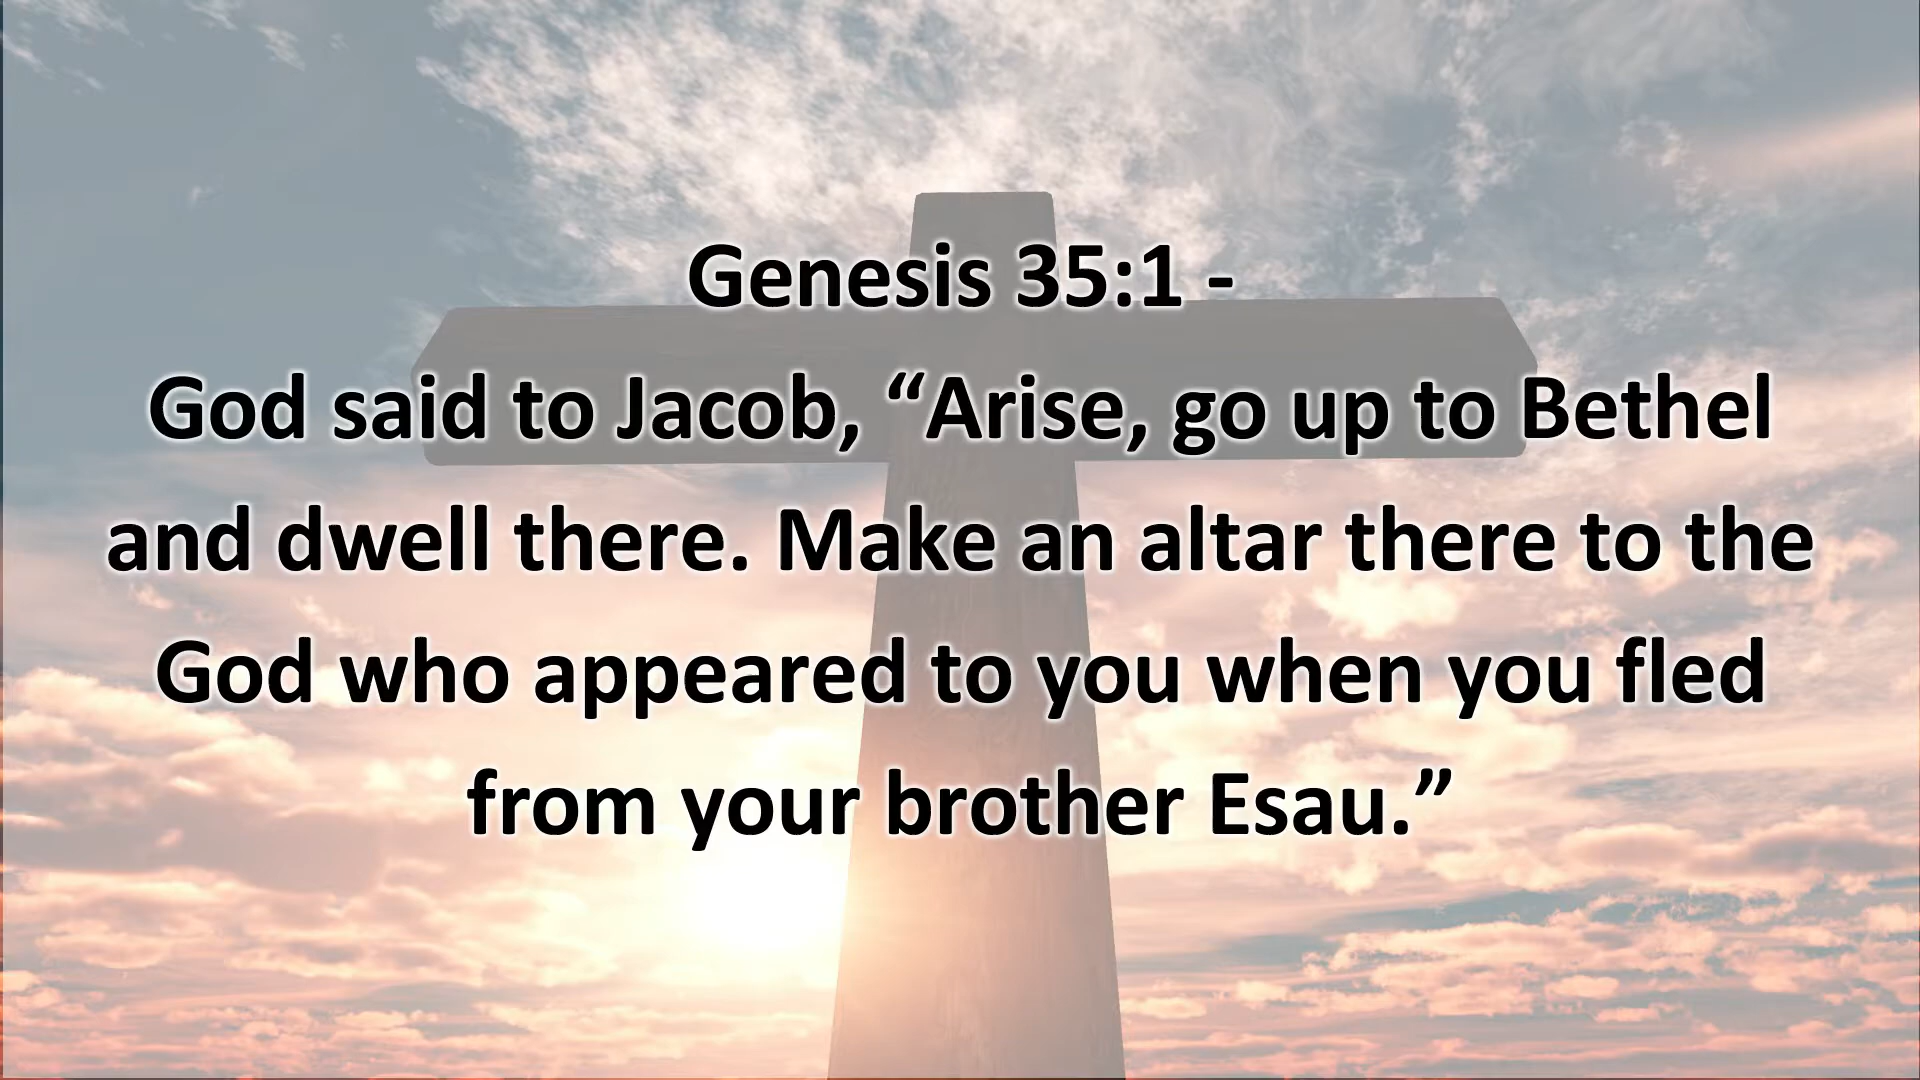 Genesis 35:1 -
God said to Jacob, “Arise, go up to Bethel
and dwell there. Make an altar there to the
God who appeared to you when you fled
from your brother Esau.”